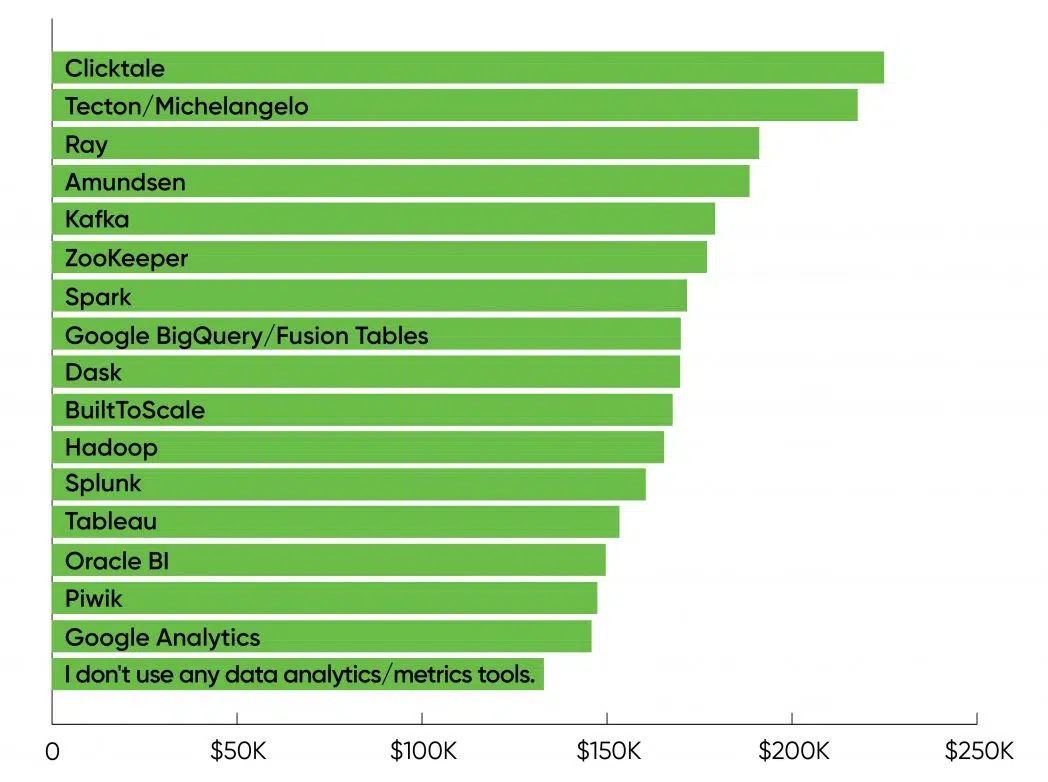 Clicktale
Tecton/Michelangelo
Ray
Amundsen
Kafka
ZooKeeper
Spark
Google BigQuery/Fusion Tables
Dask
BuiltToScale
Hadoop
Splunk
Tableau
Oracle BI
Piwik
Google Analytics
I don't use any data analytics/metrics tools.
0 $50K $100K $150K $200K $250K